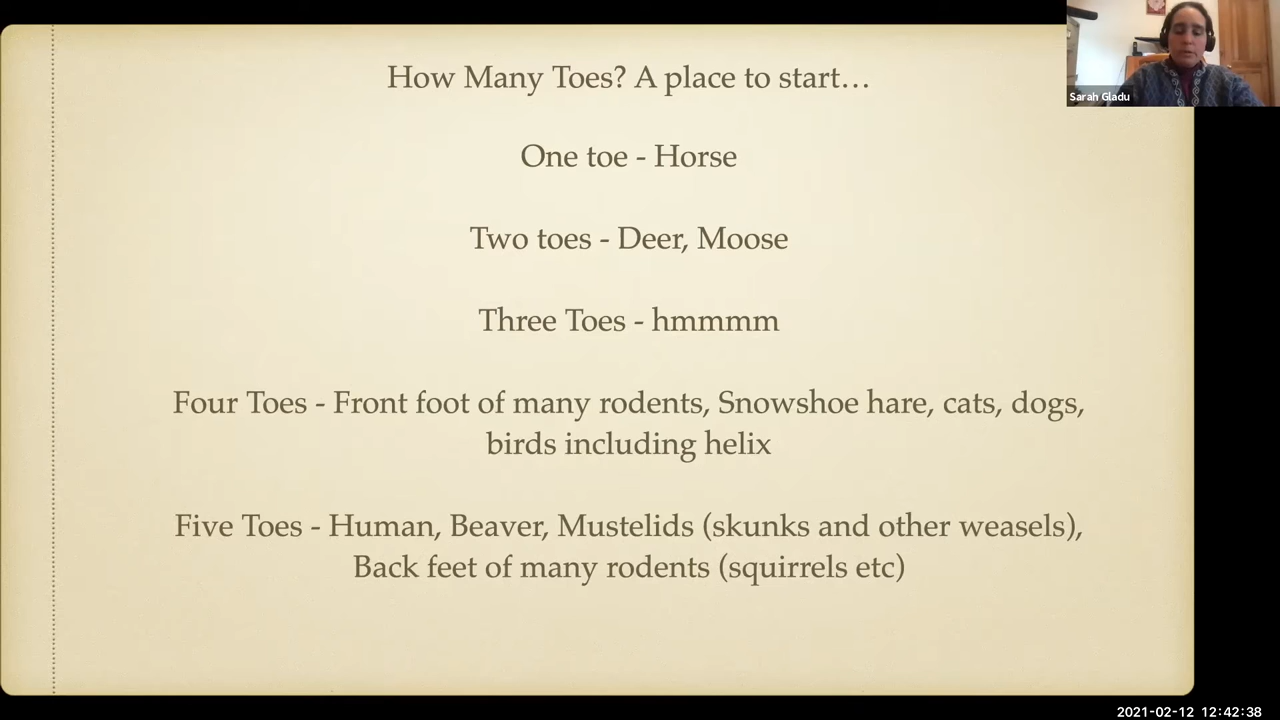 How Many Toes? A place to start…
Sarah Gladu
One toe - Horse
Two toes - Deer, Moose
Three Toes - hmmmm
Four Toes - Front foot of many rodents, Snowshoe hare, cats, dogs,
birds including helix
Five Toes - Human, Beaver, Mustelids (skunks and other weasels),
Back feet of many rodents (squirrels etc)
2021-02-12 12:42:38